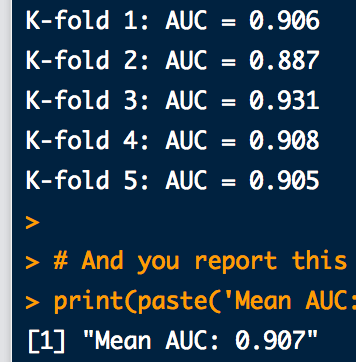 K-fold 1: AUC = 0.906
K-fold 2: AUC = 0.887
K-fold 3: AUC = 0.931
K-fold 4: AUC = 0.908
K-fold 5: AUC = 0.905
>
> # And you report this
> print(paste('Mean AUC:
[1] "Mean AUC: 0.907"